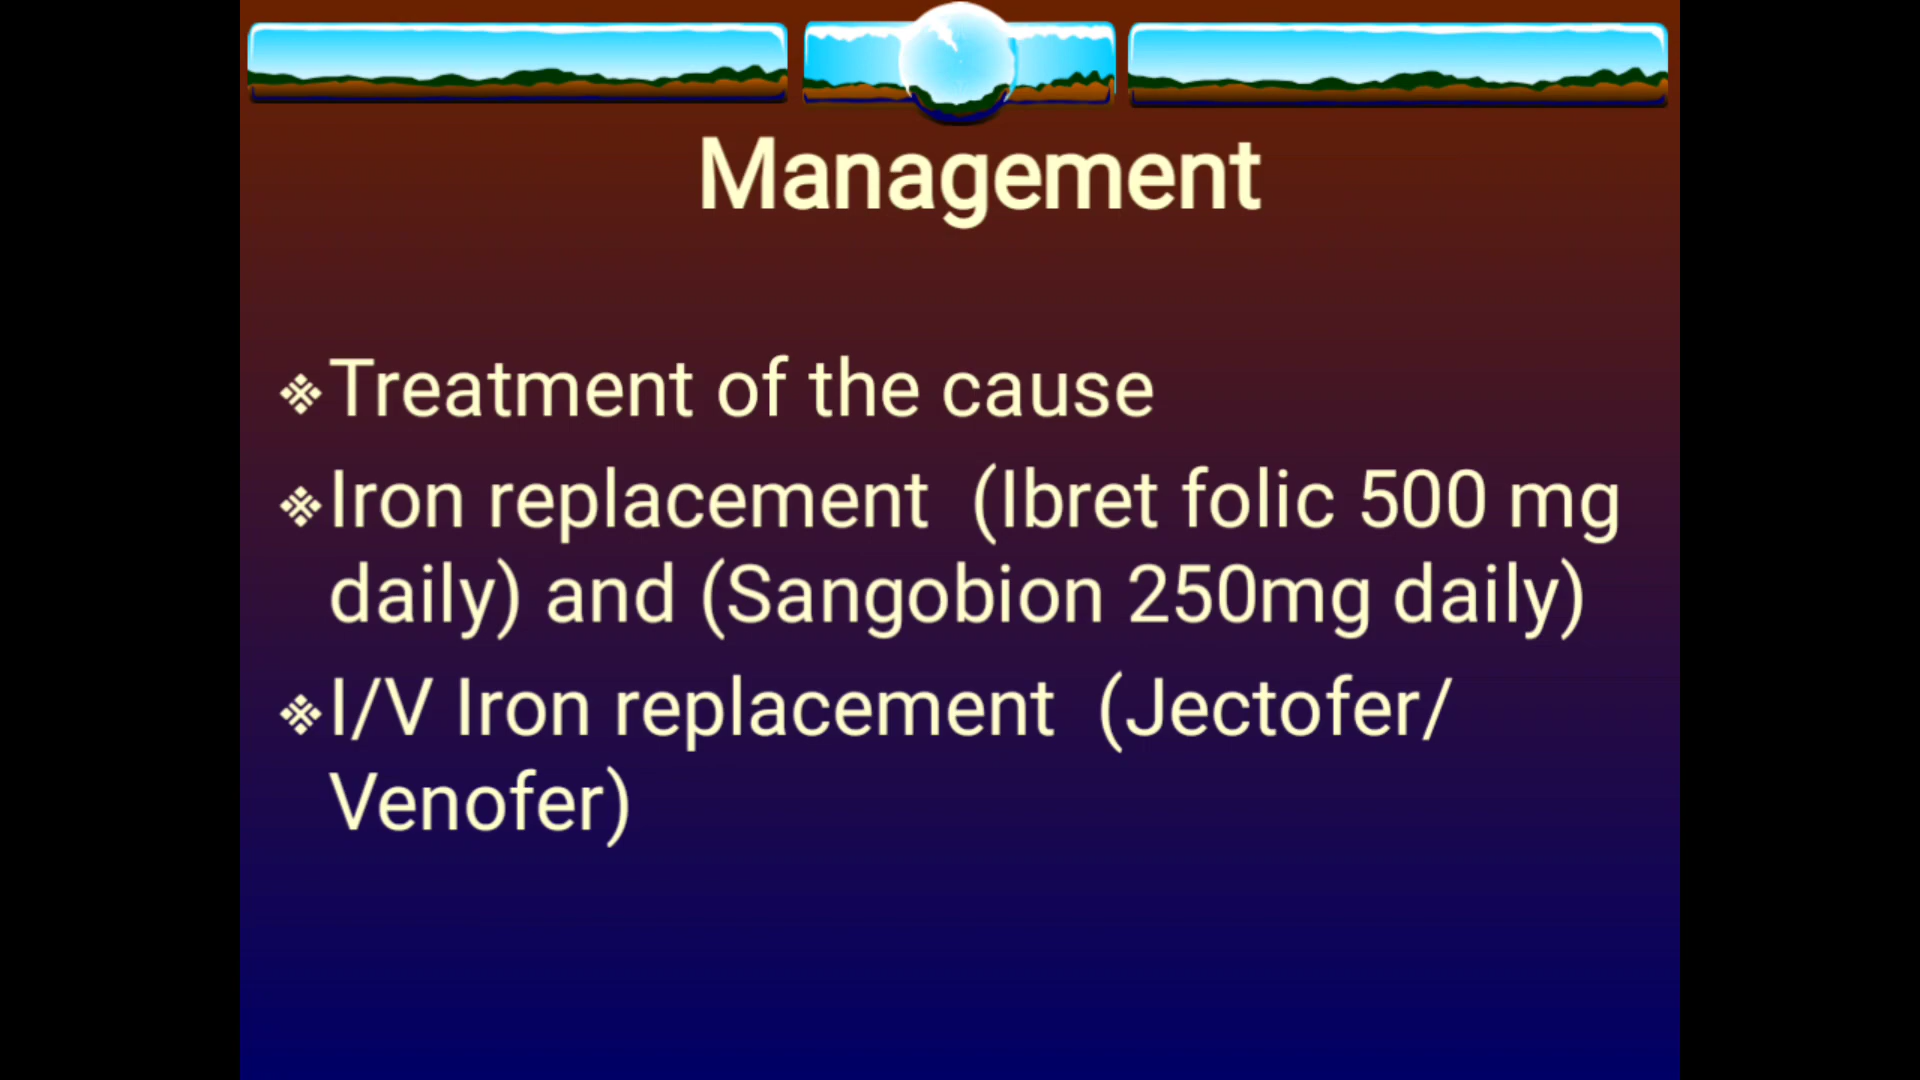 Management
Treatment of the cause
Iron replacement (Ibret folic 500 mg
daily) and (Sangobion 250mg daily)
I/V Iron replacement (Jectofer/
Venofer)